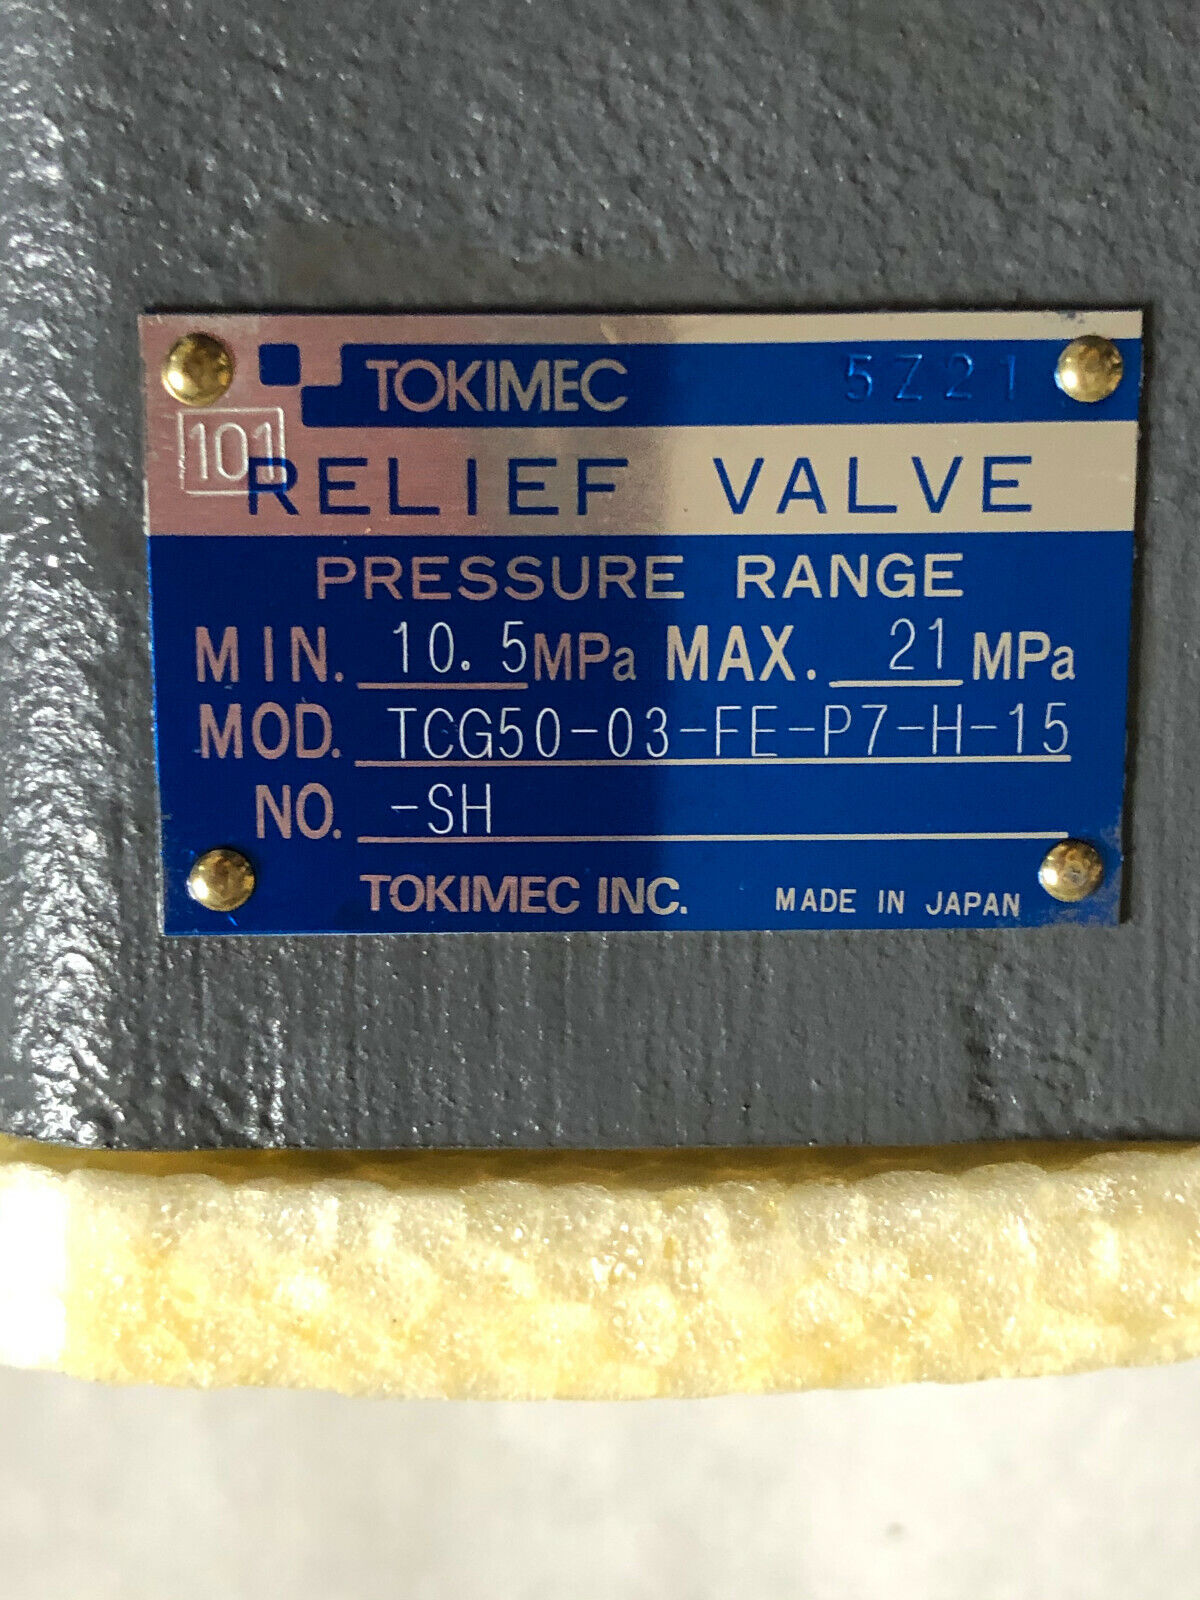 TOKIMEC 5Z21
101
RELIEF VALVE
PRESSURE RANGE
MIN. 10.5 MPa MAX. 21 MPa
MOD. TCG50-03-FE-P7-H-15
NO. -SH
TOKIMEC INC. MADE IN JAPAN